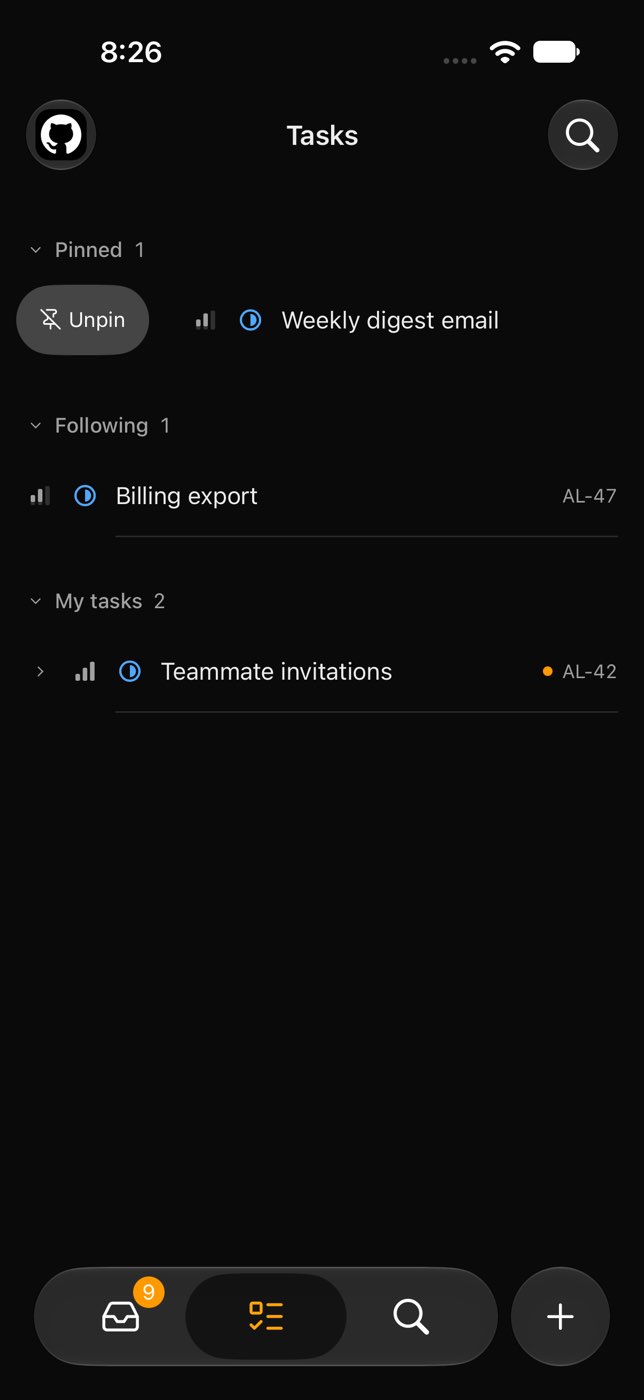 8:26
Tasks
Pinned 1
Unpin Weekly digest email
Following 1
Billing export AL-47
My tasks 2
Teammate invitations AL-42
9